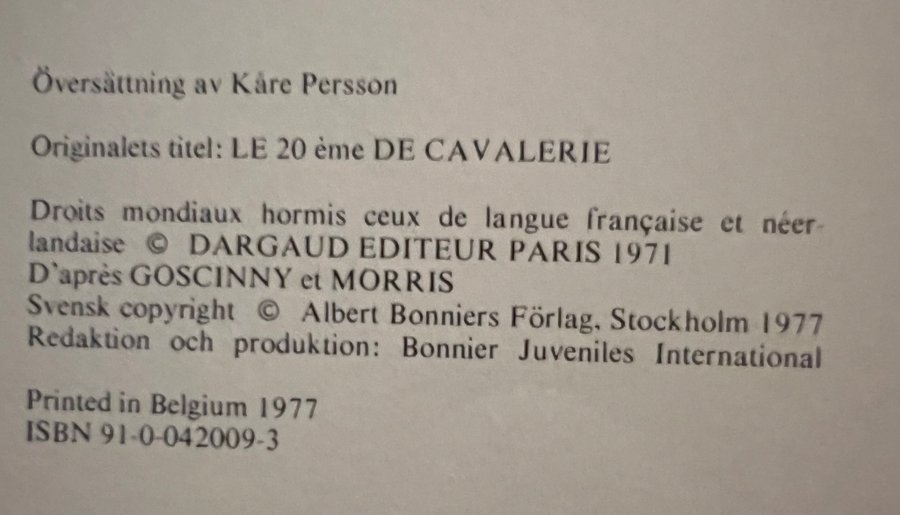 Översättning av Kåre Persson
Originalets titel: LE 20 ème DE CAVALERIE
Droits mondiaux hormis ceux de langue française et néer-
landaise © DARGAUD EDITEUR PARIS 1971
D'après GOSCINNY et MORRIS
Svensk copyright © Albert Bonniers Förlag, Stockholm 1977
Redaktion och produktion: Bonnier Juveniles International
Printed in Belgium 1977
ISBN 91-0-042009-3